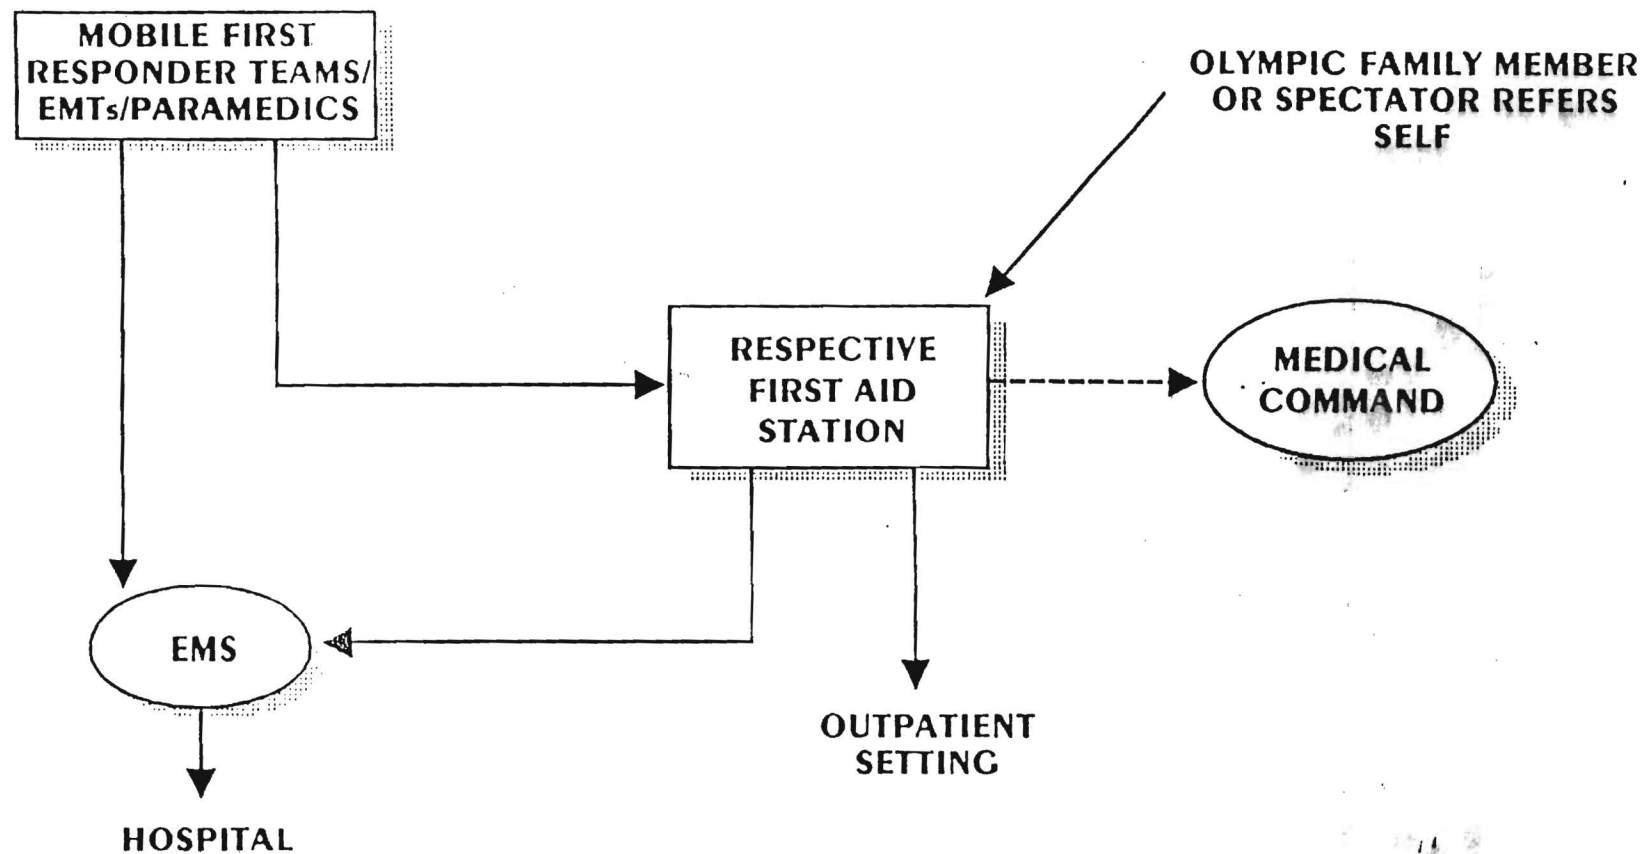 MOBILE FIRST
RESPONDER TEAMS/
EMTs/PARAMEDICS
OLYMPIC FAMILY MEMBER
OR SPECTATOR REFERS
SELF
RESPECTIVE
FIRST AID
STATION
MEDICAL
COMMAND
EMS
OUTPATIENT
SETTING
HOSPITAL